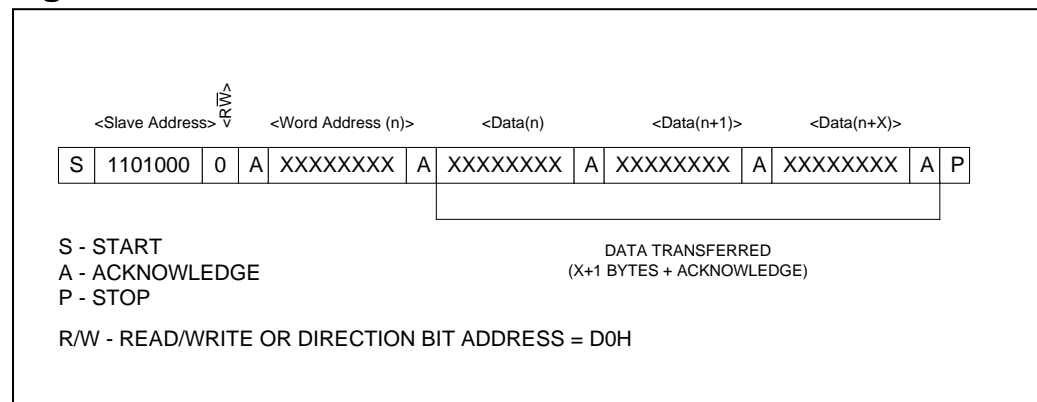 <RW>
<Slave Address> <Word Address (n)> <Data(n) <Data(n+1)> <Data(n+X)>
S 1101000 0 A XXXXXXXX A XXXXXXXX A XXXXXXXX A XXXXXXXX A P
S - START
A - ACKNOWLEDGE
P - STOP
DATA TRANSFERRED
(X+1 BYTES + ACKNOWLEDGE)
R/W - READ/WRITE OR DIRECTION BIT ADDRESS = D0H